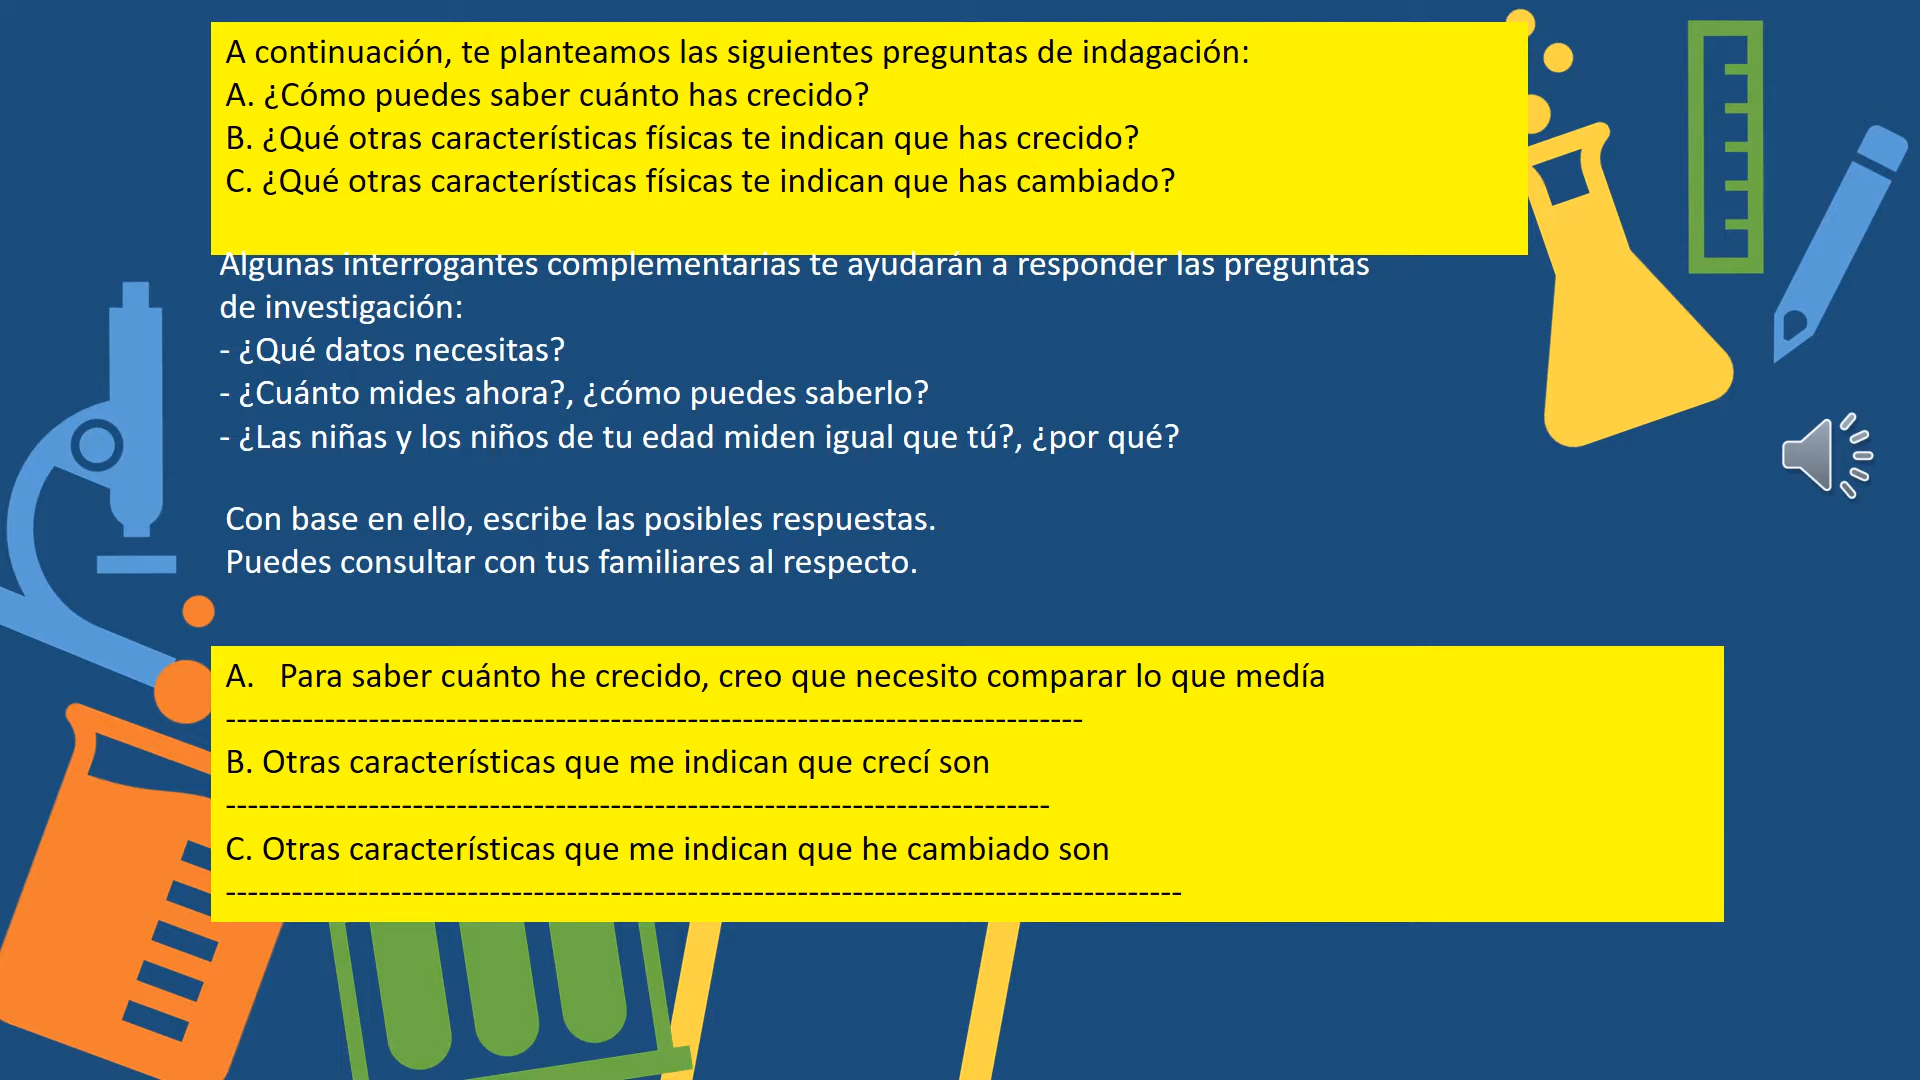 A continuación, te planteamos las siguientes preguntas de indagación:
A. ¿Cómo puedes saber cuánto has crecido?
B. ¿Qué otras características físicas te indican que has crecido?
C. ¿Qué otras características físicas te indican que has cambiado?
Algunas interrogantes complementarias te ayudarán a responder las preguntas
de investigación:
- ¿Qué datos necesitas?
- ¿Cuánto mides ahora?, ¿cómo puedes saberlo?
- ¿Las niñas y los niños de tu edad miden igual que tú?, ¿por qué?
Con base en ello, escribe las posibles respuestas.
Puedes consultar con tus familiares al respecto.
A. Para saber cuánto he crecido, creo que necesito comparar lo que medía
------------------------------------------------------------------------------
B. Otras características que me indican que crecí son
---------------------------------------------------------------------------
C. Otras características que me indican que he cambiado son
---------------------------------------------------------------------------------------